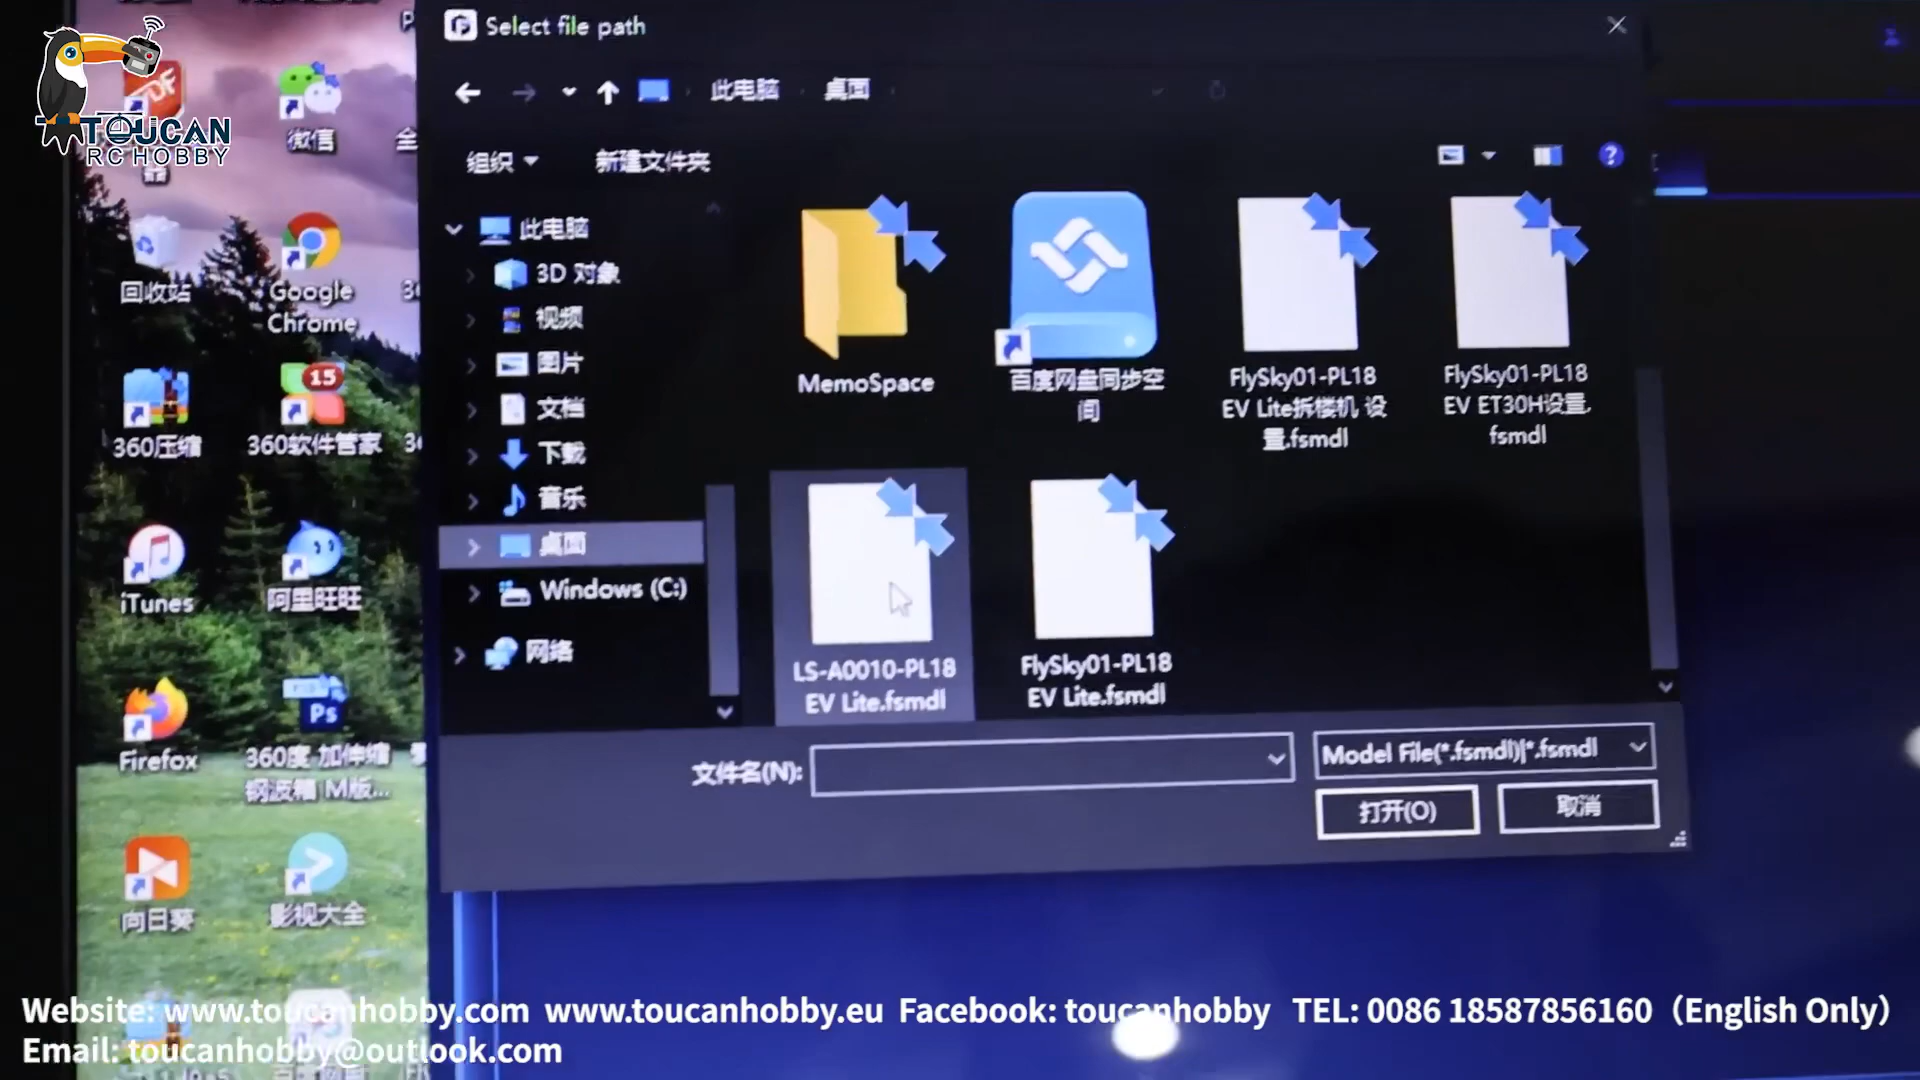 TOUCAN
RC HOBBY
Select file path
此电脑
桌面
组织
新建文件夹
微信
回收站
Google
Chrome
360压缩
15
360软件管家
iTunes
阿里旺旺
Firefox
Ps
360度 加伸缩
钢波箱 M版...
向日葵
影视大全
此电脑
3D 对象
视频
图片
文档
下载
音乐
桌面
Windows (C:)
网络
MemoSpace
百度网盘同步空
间
FlySky01-PL18
EV Lite拆楼机 设
置.fsmdl
FlySky01-PL18
EV ET30H设置.
fsmdl
LS-A0010-PL18
EV Lite.fsmdl
FlySky01-PL18
EV Lite.fsmdl
文件名(N):
Model File(*.fsmdl)|*.fsmdl
打开(O)
取消
Website: www.toucanhobby.com www.toucanhobby.eu Facebook: toucanhobby TEL: 0086 18587856160（English Only）
Email: toucanhobby@outlook.com